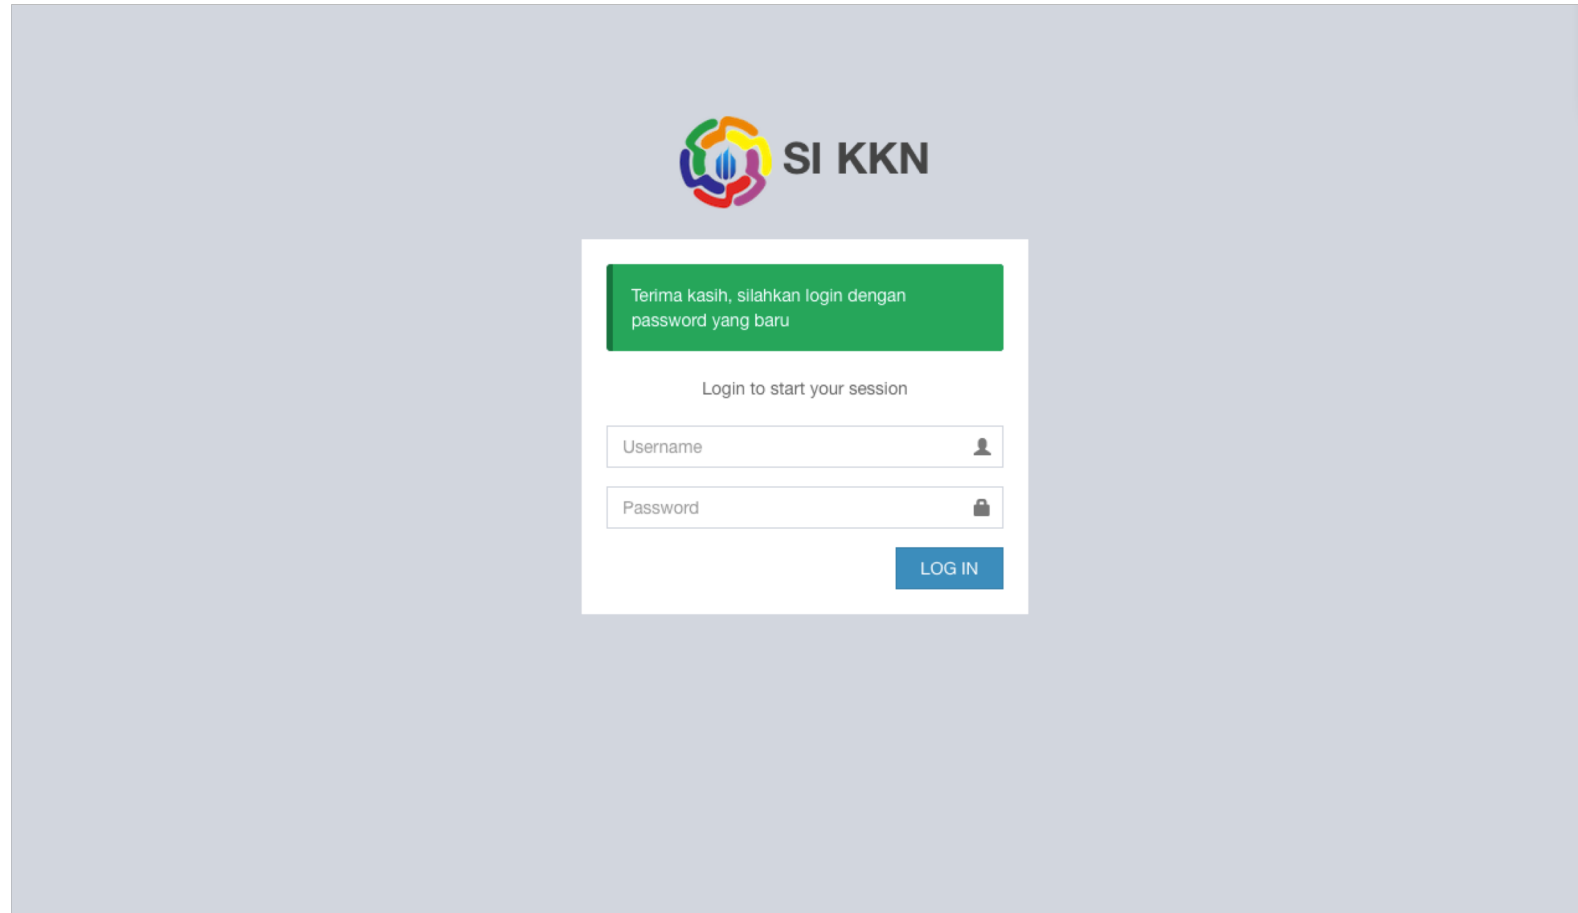 SI KKN
Terima kasih, silahkan login dengan
password yang baru
Login to start your session
Username
Password
LOG IN